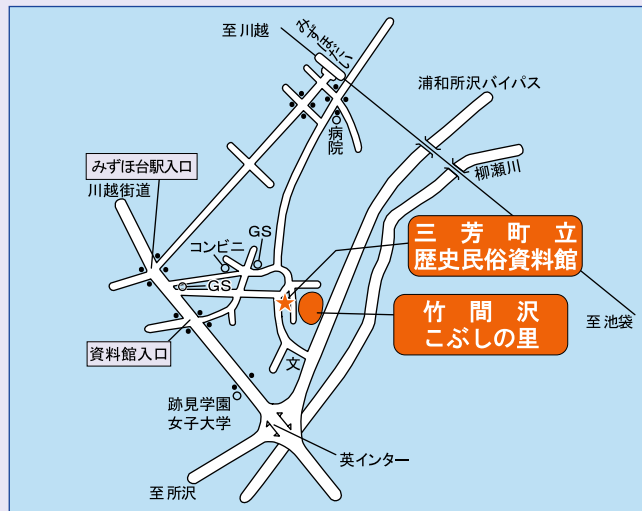 至川越
みずほだい
浦和所沢バイパス
病院
柳瀬川
みずほ台駅入口
川越街道
三芳町立
歴史民俗資料館
コンビニ
GS
GS
竹間沢
こぶしの里
至池袋
資料館入口
文
跡見学園
女子大学
英インター
至所沢